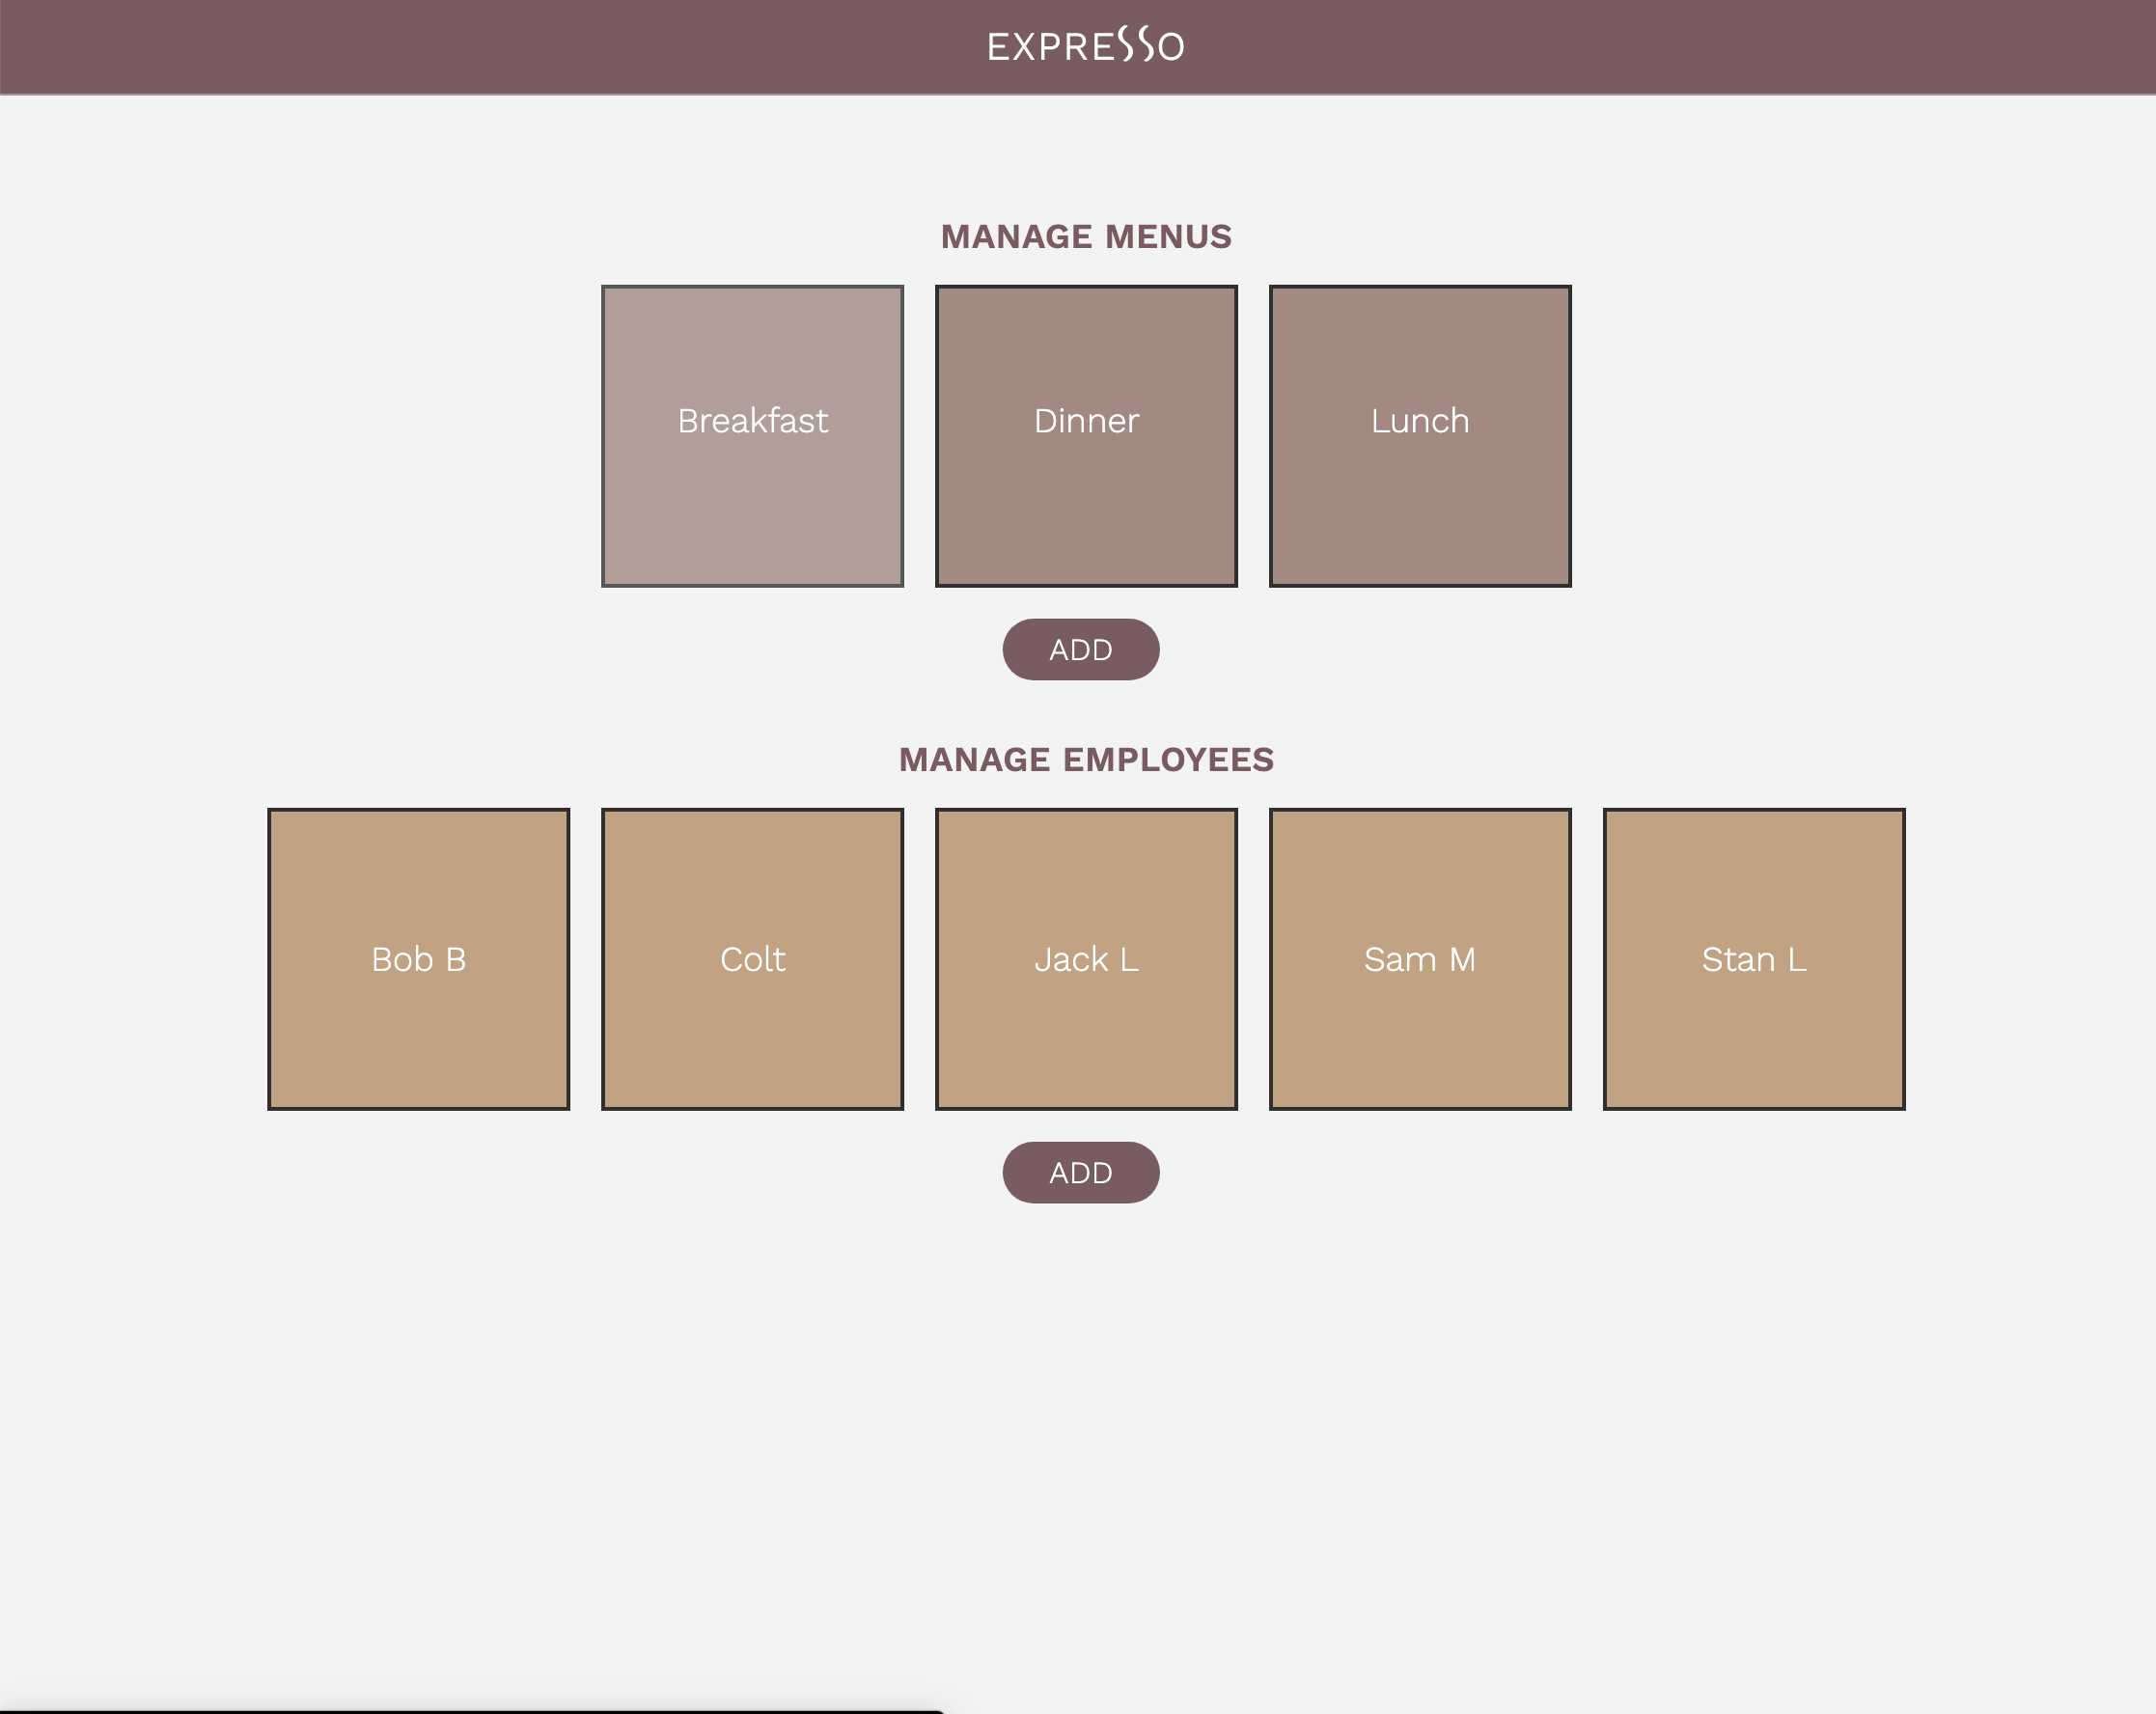 EXPRESSO
MANAGE MENUS
Breakfast Dinner Lunch
ADD
MANAGE EMPLOYEES
Bob B Colt Jack L Sam M Stan L
ADD